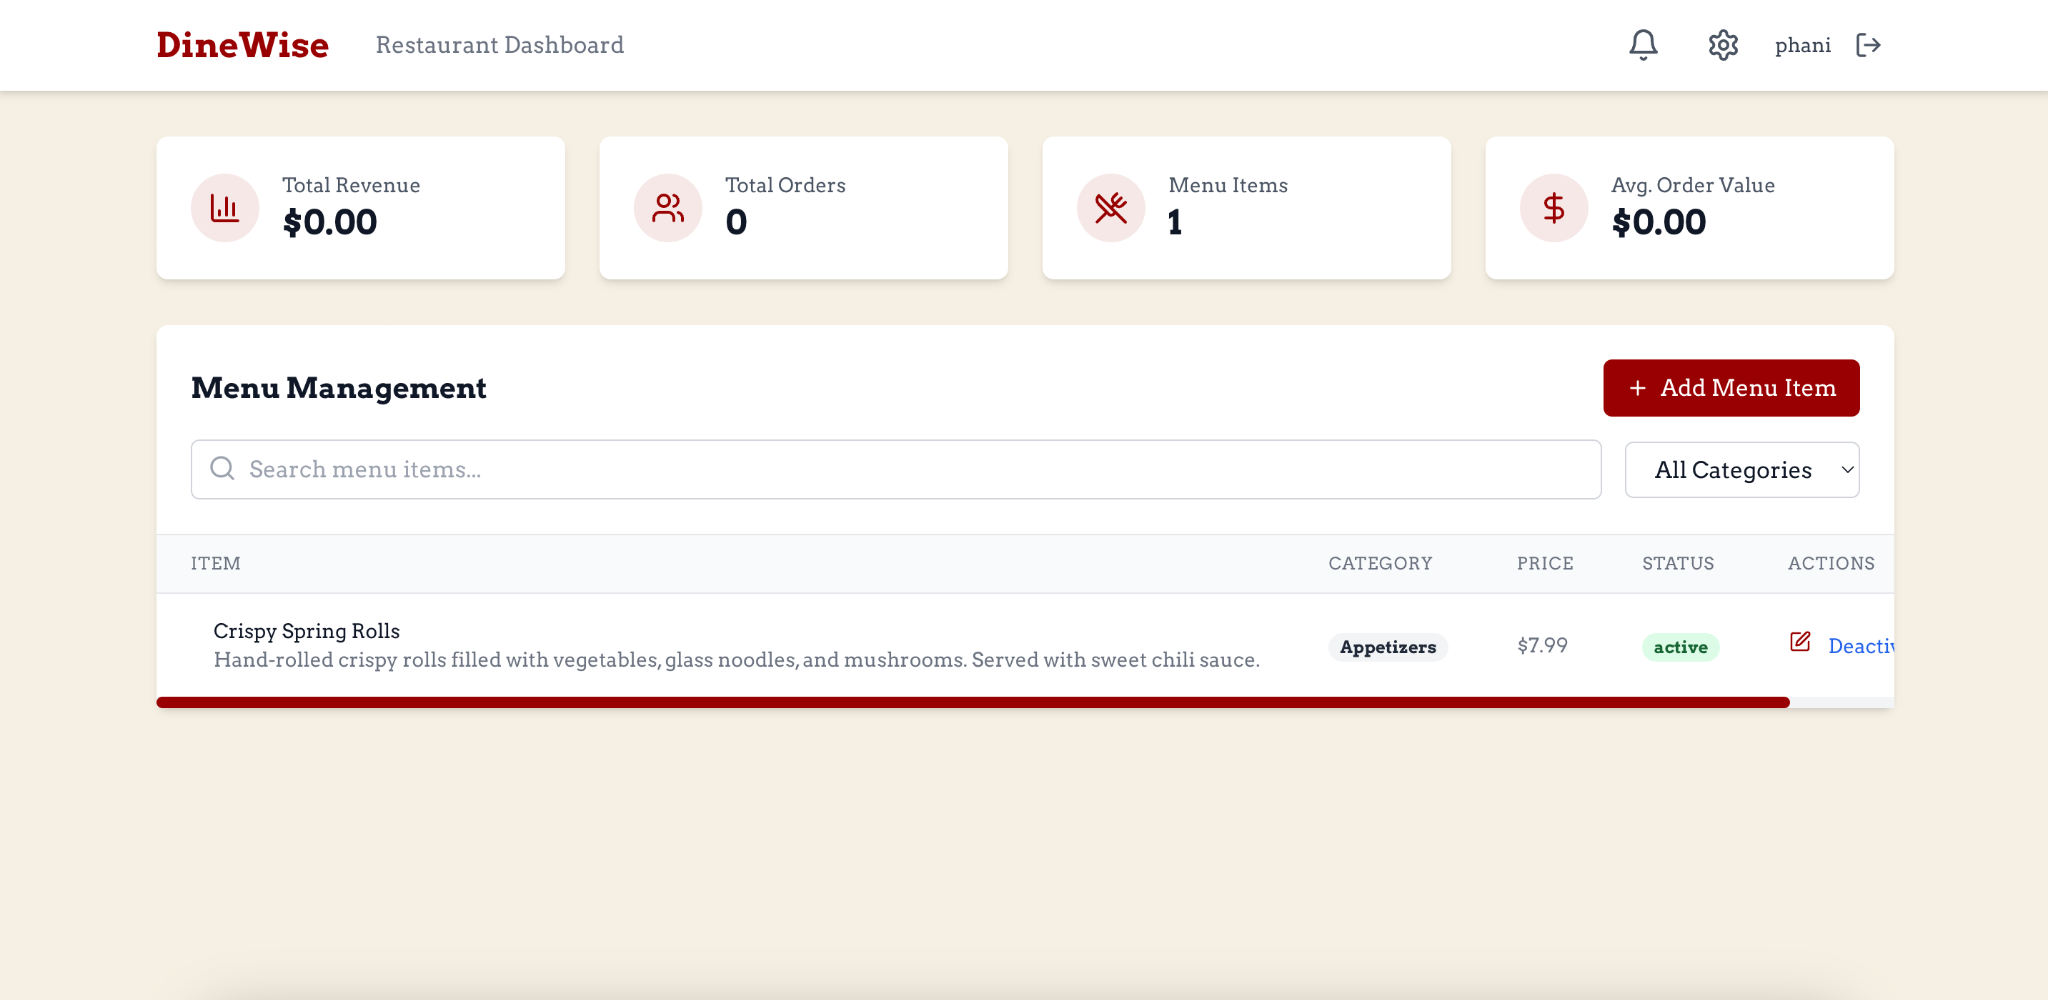 DineWise Restaurant Dashboard phani
Total Revenue
$0.00
Total Orders
0
Menu Items
1
Avg. Order Value
$0.00
Menu Management
+ Add Menu Item
Search menu items...
All Categories
ITEM CATEGORY PRICE STATUS ACTIONS
Crispy Spring Rolls
Hand-rolled crispy rolls filled with vegetables, glass noodles, and mushrooms. Served with sweet chili sauce.
Appetizers $7.99 active Deactiv